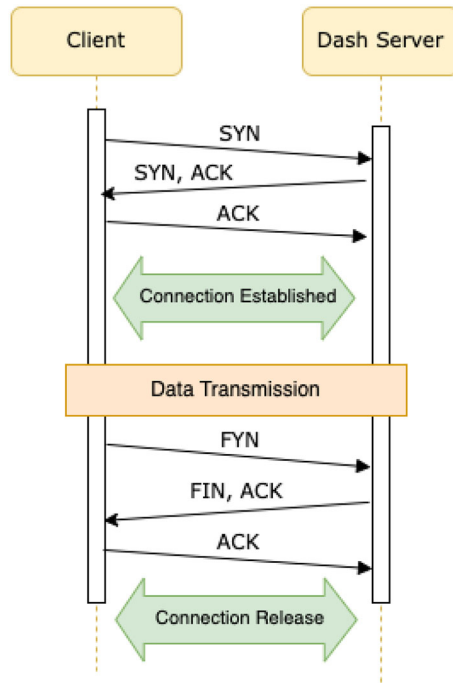 Client
Dash Server
SYN
SYN, ACK
ACK
Connection Established
Data Transmission
FYN
FIN, ACK
ACK
Connection Release